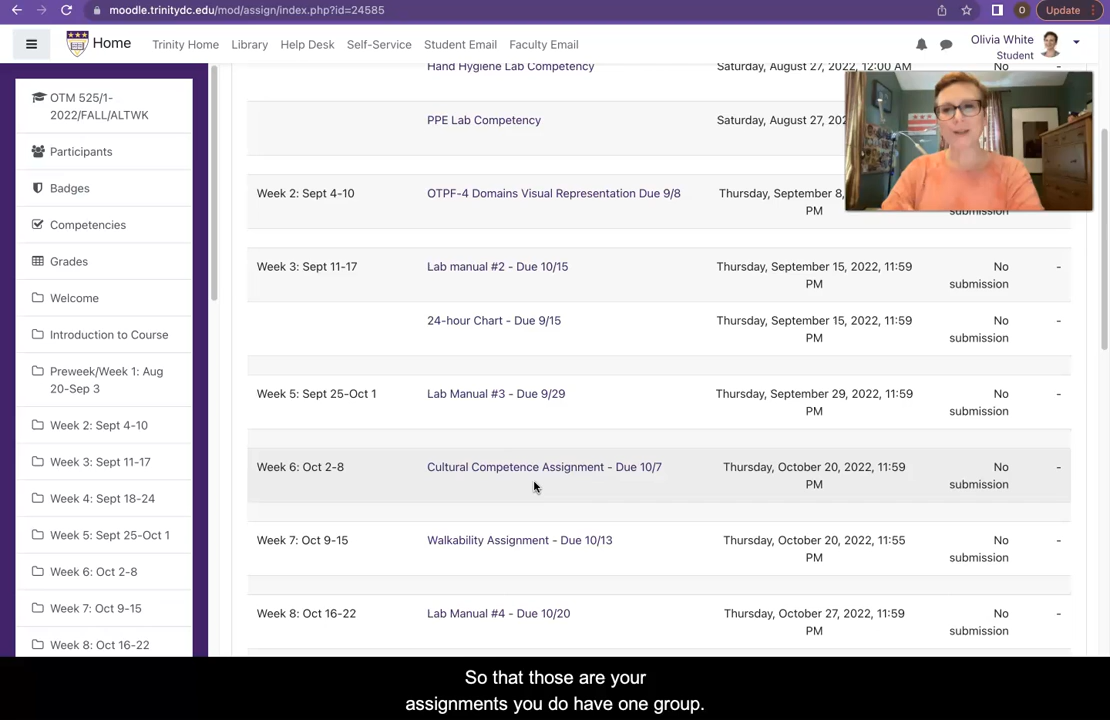 moodle.trinitydc.edu/mod/assign/index.php?id=24585
O
Update
Home
Trinity Home
Library
Help Desk
Self-Service
Student Email
Faculty Email
Olivia White
Student
OTM 525/1-
2022/FALL/ALTWK
Participants
Badges
Competencies
Grades
Welcome
Introduction to Course
Preweek/Week 1: Aug
20-Sep 3
Week 2: Sept 4-10
Week 3: Sept 11-17
Week 4: Sept 18-24
Week 5: Sept 25-Oct 1
Week 6: Oct 2-8
Week 7: Oct 9-15
Week 8: Oct 16-22
Hand Hygiene Lab Competency
Saturday, August 27, 2022, 12:00 AM
No
-
PPE Lab Competency
Saturday, August 27, 202
Week 2: Sept 4-10
OTPF-4 Domains Visual Representation Due 9/8
Thursday, September 8,
PM
submission
Week 3: Sept 11-17
Lab manual #2 - Due 10/15
Thursday, September 15, 2022, 11:59
PM
No
submission
-
24-hour Chart - Due 9/15
Thursday, September 15, 2022, 11:59
PM
No
submission
-
Week 5: Sept 25-Oct 1
Lab Manual #3 - Due 9/29
Thursday, September 29, 2022, 11:59
PM
No
submission
-
Week 6: Oct 2-8
Cultural Competence Assignment - Due 10/7
Thursday, October 20, 2022, 11:59
PM
No
submission
-
Week 7: Oct 9-15
Walkability Assignment - Due 10/13
Thursday, October 20, 2022, 11:55
PM
No
submission
-
Week 8: Oct 16-22
Lab Manual #4 - Due 10/20
Thursday, October 27, 2022, 11:59
PM
No
submission
-
So that those are your
assignments you do have one group.